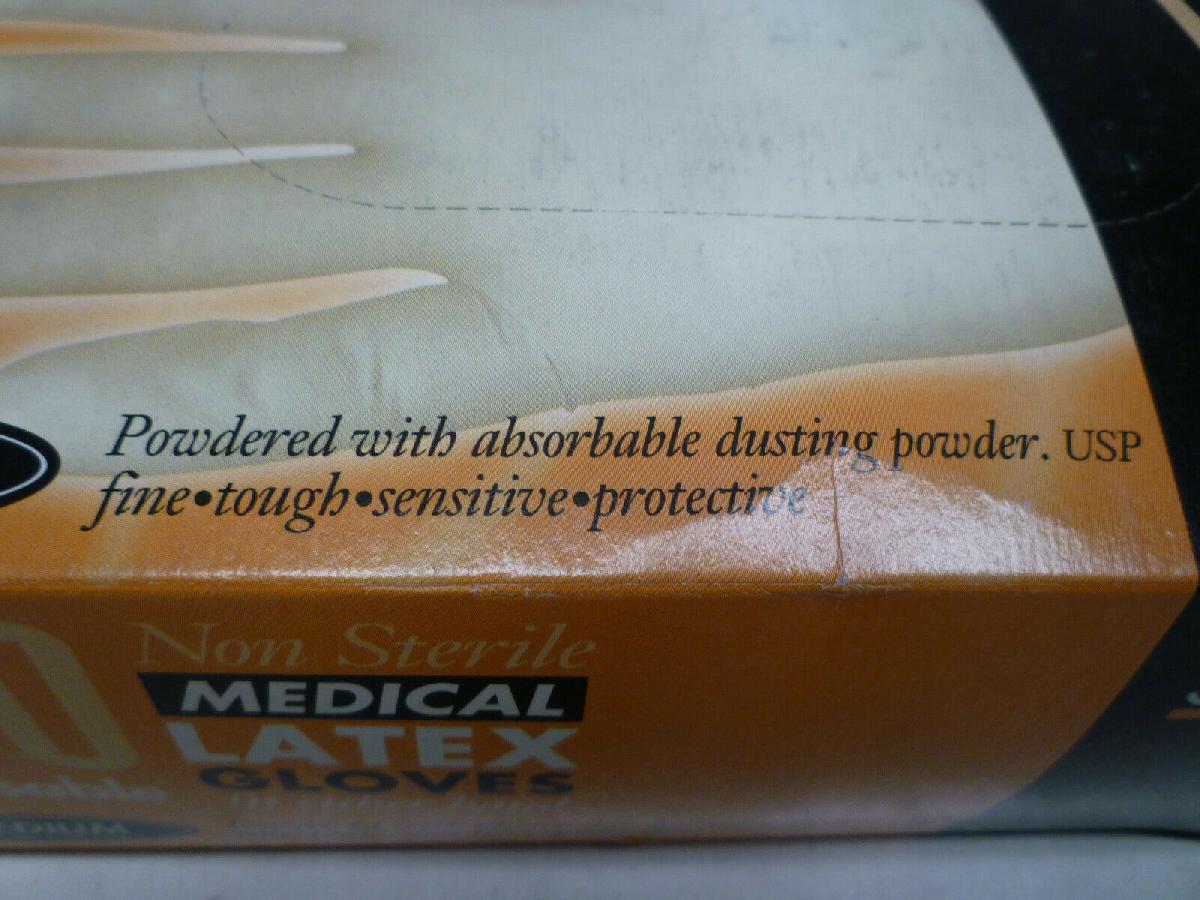 Powdered with absorbable dusting powder. USP
fine•tough•sensitive•protective
Non Sterile
MEDICAL
LATEX
GLOVES